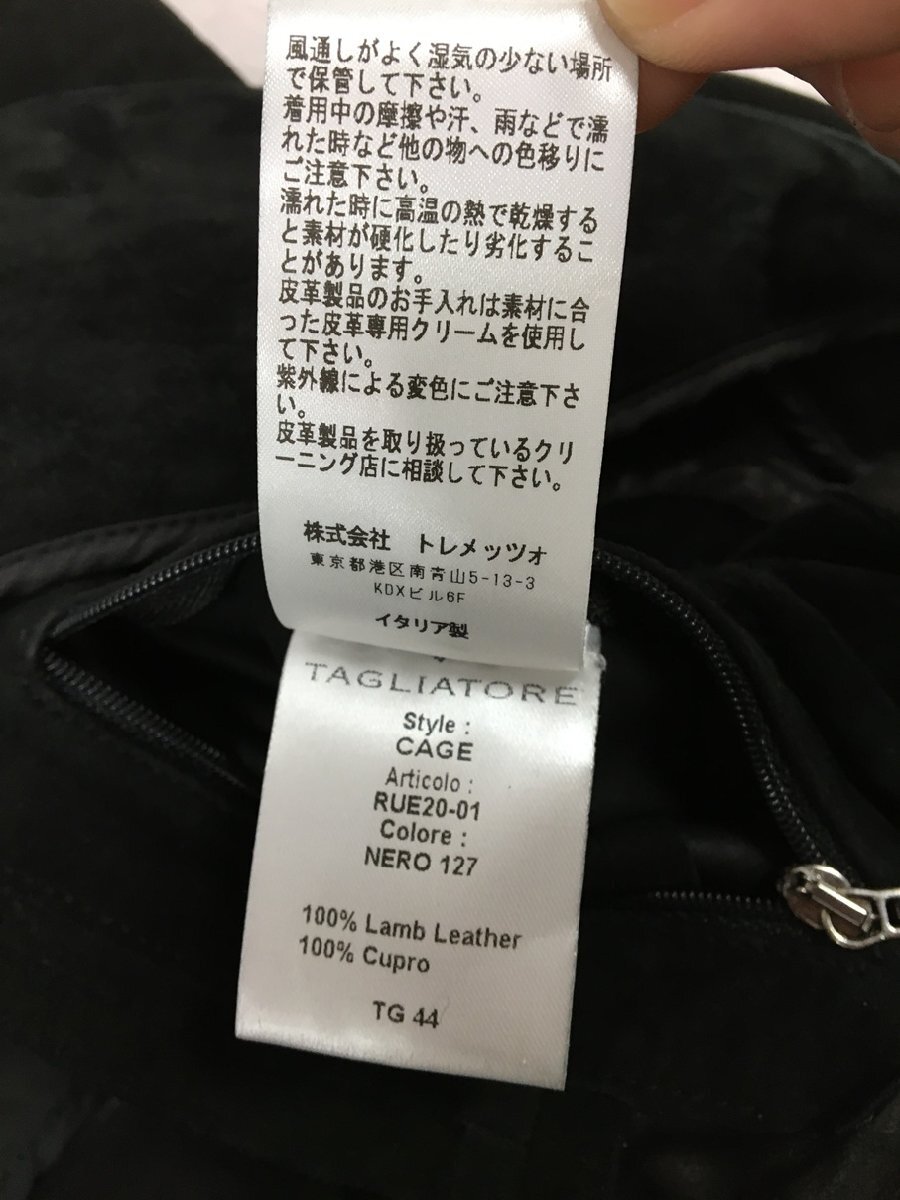 風通しがよく湿気の少ない場所
で保管して下さい。
着用中の摩擦や汗、雨などで濡
れた時など他の物への色移りに
ご注意下さい。
濡れた時に高温の熱で乾燥する
と素材が硬化したり劣化するこ
とがあります。
皮革製品のお手入れは素材に合
った皮革専用クリームを使用し
て下さい。
紫外線による変色にご注意下さ
い。
皮革製品を取り扱っているクリ
ーニング店に相談して下さい。
株式会社 トレメッツォ
東京都港区南青山5-13-3
KDXビル6F
イタリア製
TAGLIATORE
Style :
CAGE
Articolo :
RUE20-01
Colore :
NERO 127
100% Lamb Leather
100% Cupro
TG 44